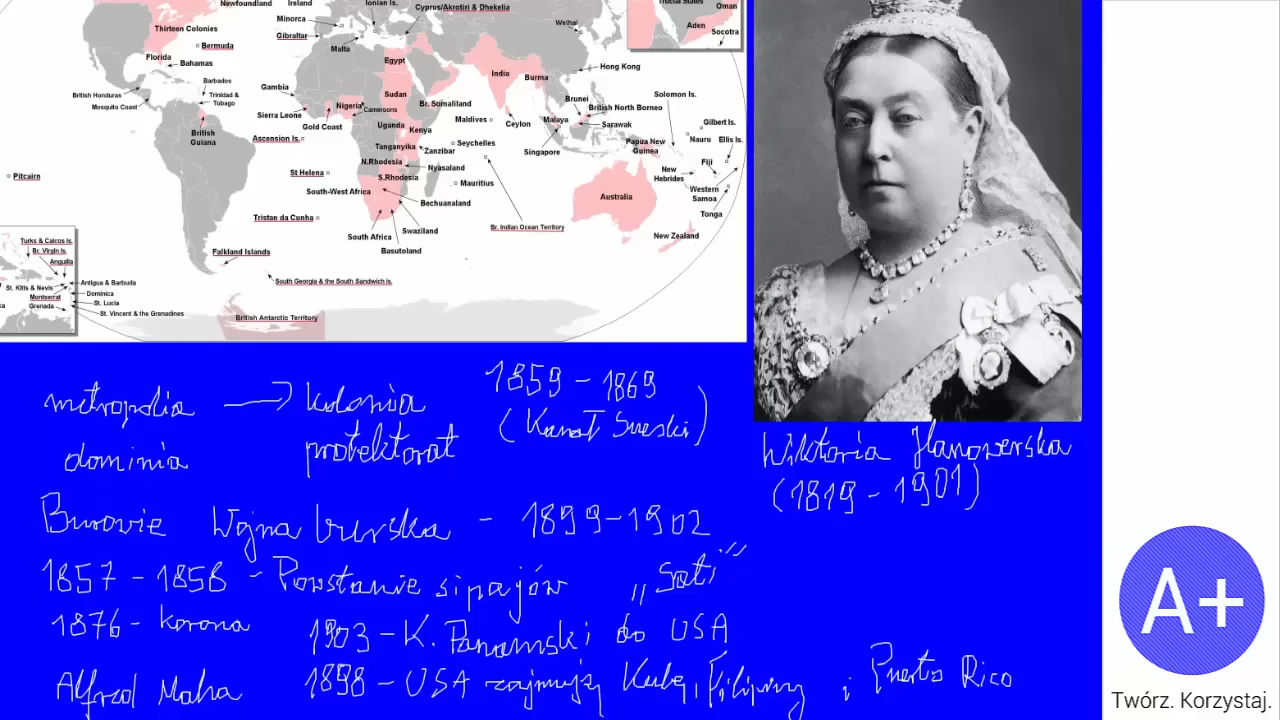 Newfoundland
Ireland
Ionian Is.
Cyprus/Akrotiri & Dhekelia
Trucial States
Oman
Minorca
Weihai
Aden
Thirteen Colonies
Gibraltar
Socotra
Bermuda
Malta
Florida
Bahamas
Egypt
India
Hong Kong
Burma
Barbados
British Honduras
Trinidad &
Tobago
Mosquito Coast
Gambia
Sudan
Nigeria
Cameroons
Br. Somaliland
Brunei
British North Borneo
Solomon Is.
Sierra Leone
Gold Coast
Uganda
Kenya
Maldives
Ceylon
Malaya
Sarawak
Gilbert Is.
British
Guiana
Ascension Is.
Tanganyika
Zanzibar
Seychelles
Singapore
Papua New
Guinea
Nauru
Ellis Is.
N.Rhodesia
Nyasaland
Fiji
Pitcairn
St Helena
S.Rhodesia
Mauritius
New
Hebrides
South-West Africa
Bechuanaland
Australia
Western
Samoa
Tristan da Cunha
Swaziland
Br. Indian Ocean Territory
Tonga
South Africa
Basutoland
New Zealand
Turks & Caicos Is.
Br. Virgin Is.
Anguilla
Falkland Islands
South Georgia & the South Sandwich Is.
St. Kitts & Nevis
Antigua & Barbuda
Montserrat
Dominica
Grenada
St. Lucia
St. Vincent & the Grenadines
British Antarctic Territory
metropolia → kolonia 1859 - 1869
dominia protektorat (Kanał Sueski)
Wiktoria Hanowerska
(1819 - 1901)
Burowie Wojna burska - 1899-1902
1857 - 1858 - Powstanie sipajów „Sati"
1876 - korona 1903 - K. Panamski do USA
Alfred Maha 1898 - USA zajmują Kubę, Filipiny i Puerto Rico
A+
Twórz. Korzystaj.